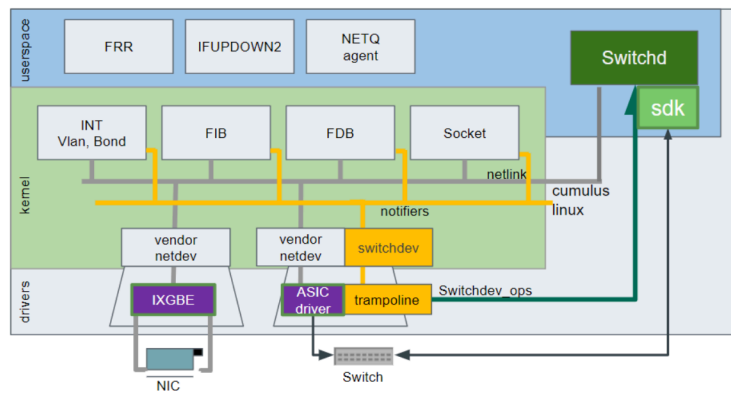 userspace
FRR
IFUPDOWN2
NETQ
agent
Switchd
sdk
kernel
INT
Vlan, Bond
FIB
FDB
Socket
netlink
cumulus
linux
notifiers
vendor
netdev
vendor
netdev
switchdev
drivers
IXGBE
ASIC
driver
trampoline
Switchdev_ops
NIC
Switch